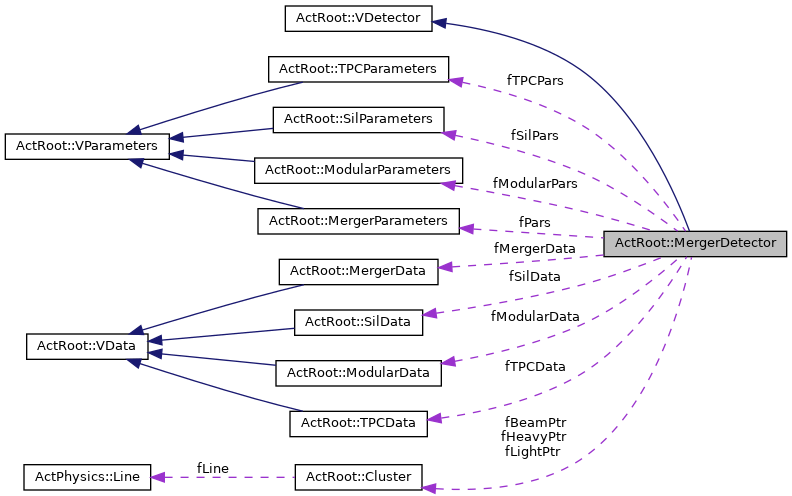 ActRoot::VDetector
ActRoot::TPCParameters
fTPCPars
ActRoot::SilParameters
fSilPars
ActRoot::VParameters
ActRoot::ModularParameters
fModularPars
ActRoot::MergerParameters
fPars
ActRoot::MergerDetector
fMergerData
ActRoot::MergerData
fSilData
ActRoot::SilData
fModularData
ActRoot::VData
ActRoot::ModularData
fTPCData
ActRoot::TPCData
fBeamPtr
fHeavyPtr
fLightPtr
ActPhysics::Line
fLine
ActRoot::Cluster